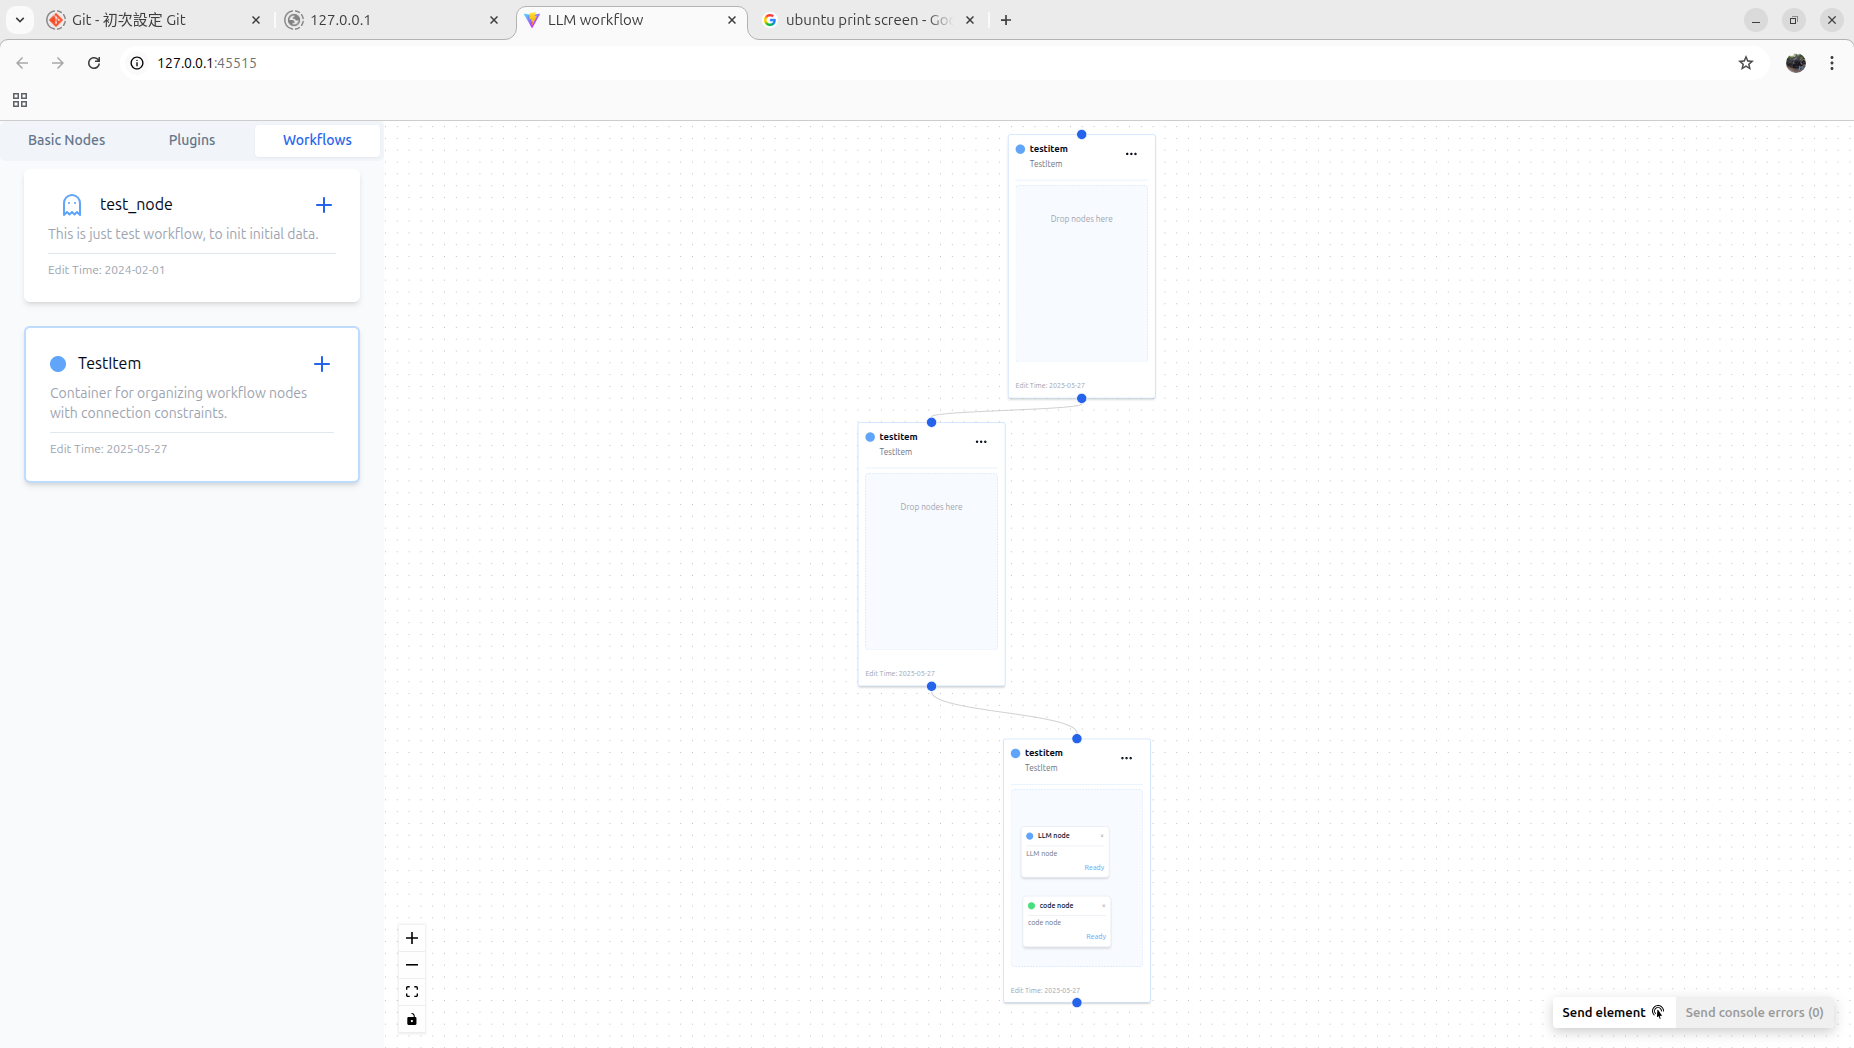 Git - 初次設定 Git
127.0.0.1
LLM workflow
ubuntu print screen - Goo
127.0.0.1:45515
Basic Nodes
Plugins
Workflows
test_node
This is just test workflow, to init initial data.
Edit Time: 2024-02-01
TestItem
Container for organizing workflow nodes
with connection constraints.
Edit Time: 2025-05-27
testitem
TestItem
Drop nodes here
Edit Time: 2025-05-27
testitem
TestItem
Drop nodes here
Edit Time: 2025-05-27
testitem
TestItem
LLM node
LLM node
Ready
code node
code node
Ready
Edit Time: 2025-05-27
Send element
Send console errors (0)